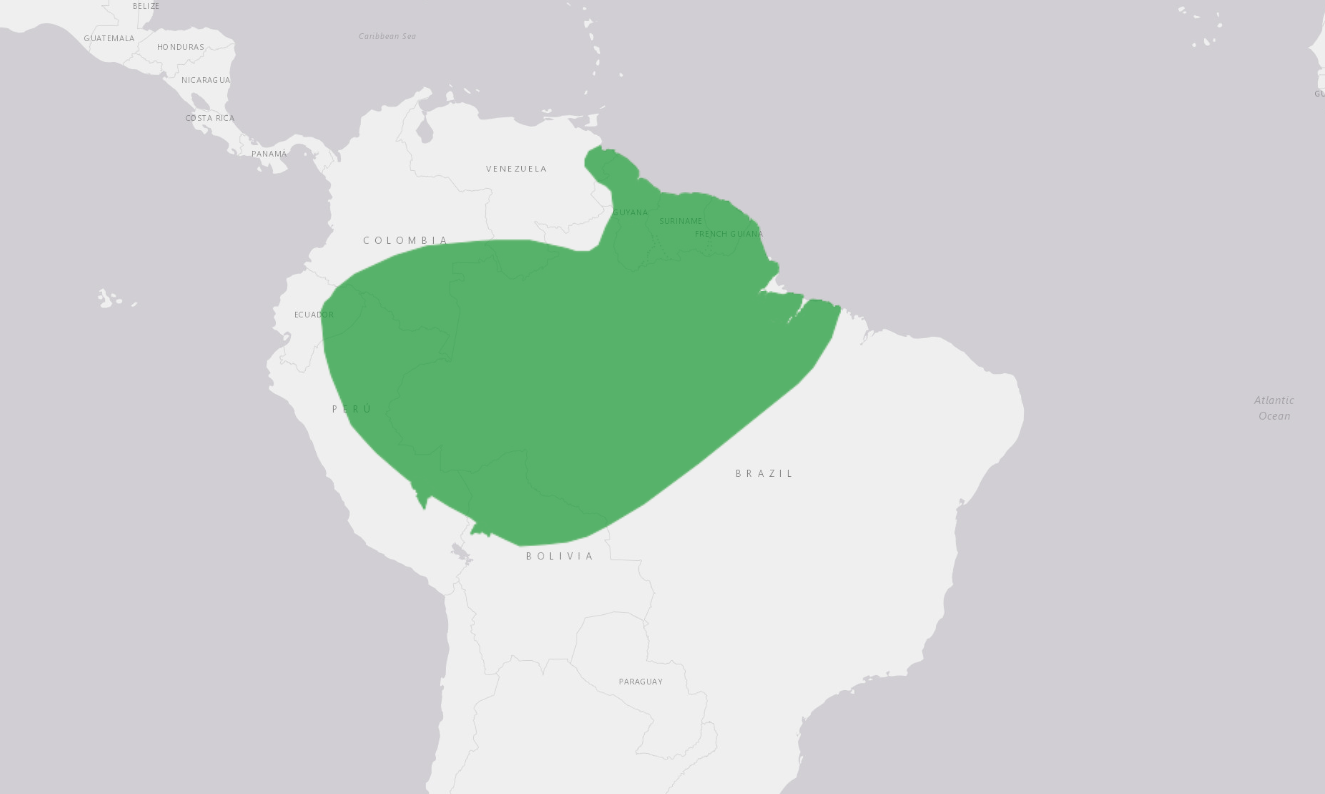 BELIZE
GUATEMALA
Caribbean Sea
HONDURAS
NICARAGUA
GU
COSTA RICA
PANAMA
VENEZUELA
GUYANA
SURINAME
FRENCH GUIANA
COLOMBIA
ECUADOR
Atlantic
Ocean
PERÚ
BRAZIL
BOLIVIA
PARAGUAY